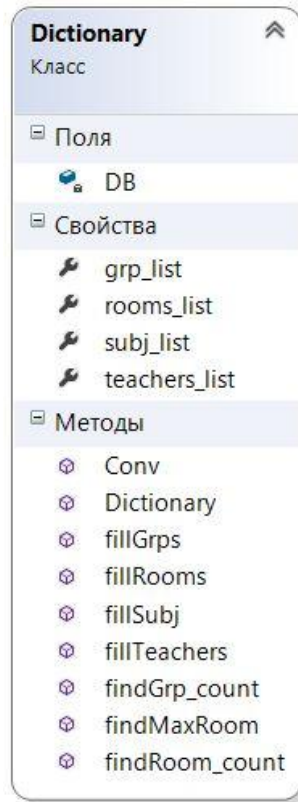 Dictionary
Класс
Поля
DB
Свойства
grp_list
rooms_list
subj_list
teachers_list
Методы
Conv
Dictionary
fillGrps
fillRooms
fillSubj
fillTeachers
findGrp_count
findMaxRoom
findRoom_count